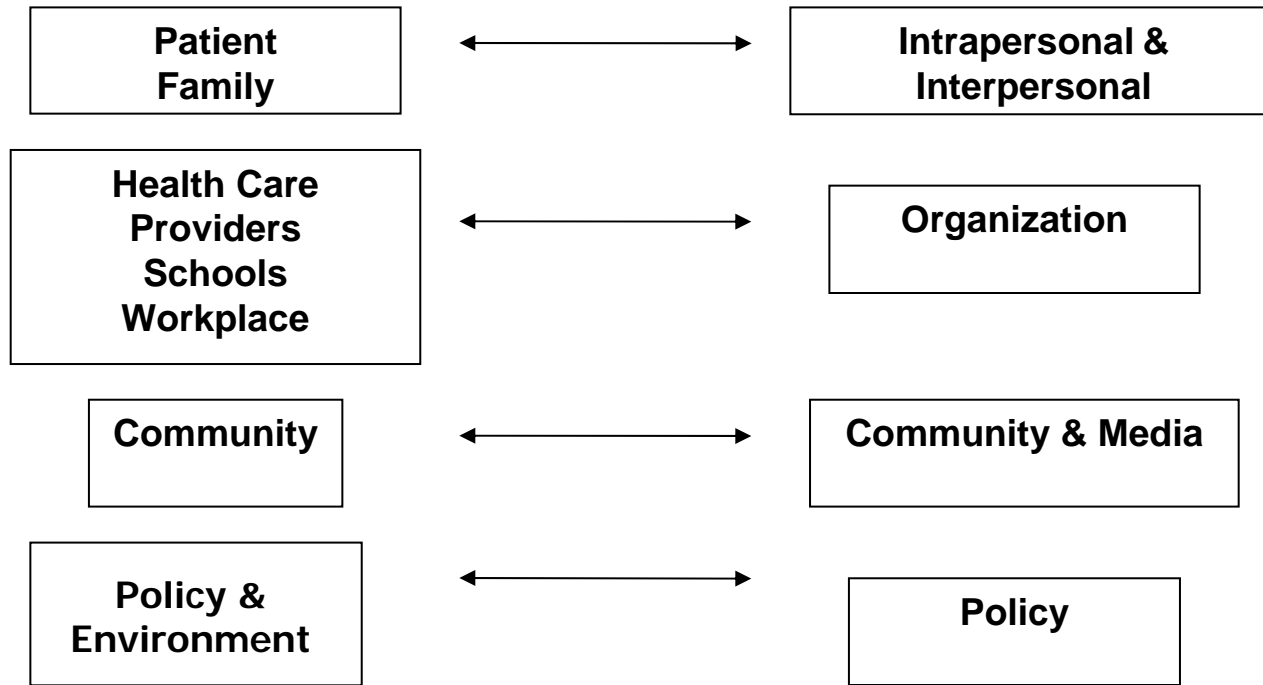 Patient
Family
Intrapersonal &
Interpersonal
Health Care
Providers
Schools
Workplace
Organization
Community
Community & Media
Policy &
Environment
Policy